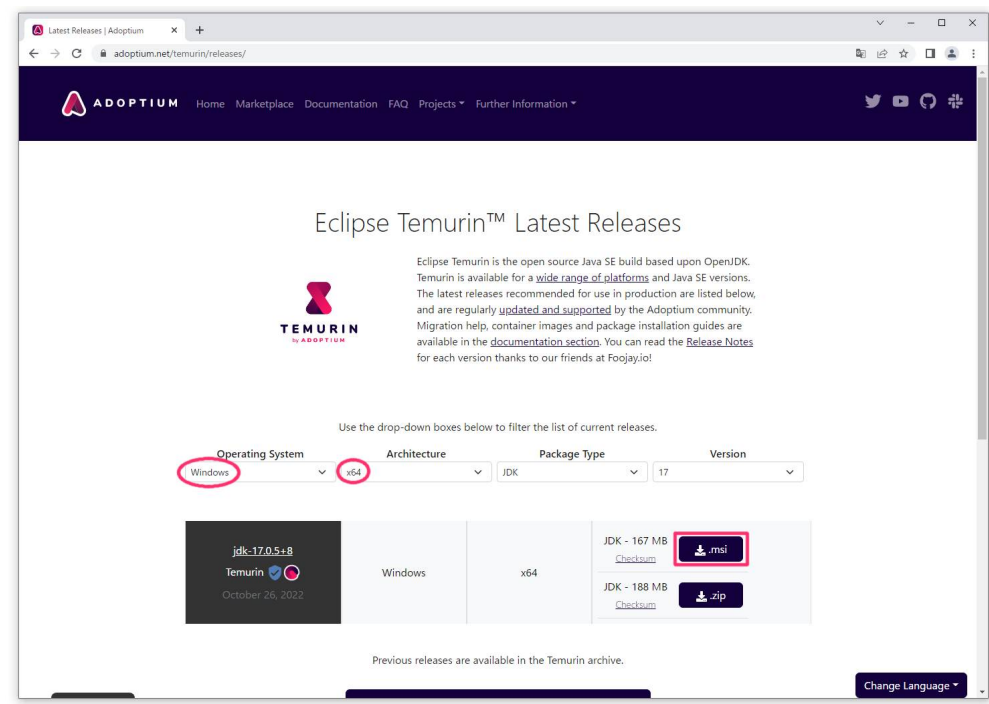 Latest Releases | Adoptium
adoptium.net/temurin/releases/
ADOPTIUM Home Marketplace Documentation FAQ Projects Further Information
Eclipse Temurin™ Latest Releases
Eclipse Temurin is the open source Java SE build based upon OpenJDK.
Temurin is available for a wide range of platforms and Java SE versions.
The latest releases recommended for use in production are listed below,
and are regularly updated and supported by the Adoptium community.
Migration help, container images and package installation guides are
available in the documentation section. You can read the Release Notes
for each version thanks to our friends at Foojay.io!
TEMURIN
by ADOPTIUM
Use the drop-down boxes below to filter the list of current releases.
Operating System Architecture Package Type Version
Windows x64 JDK 17
jdk-17.0.5+8
Temurin
October 26, 2022
Windows
x64
JDK - 167 MB
Checksum
.msi
JDK - 188 MB
Checksum
.zip
Previous releases are available in the Temurin archive.
Change Language